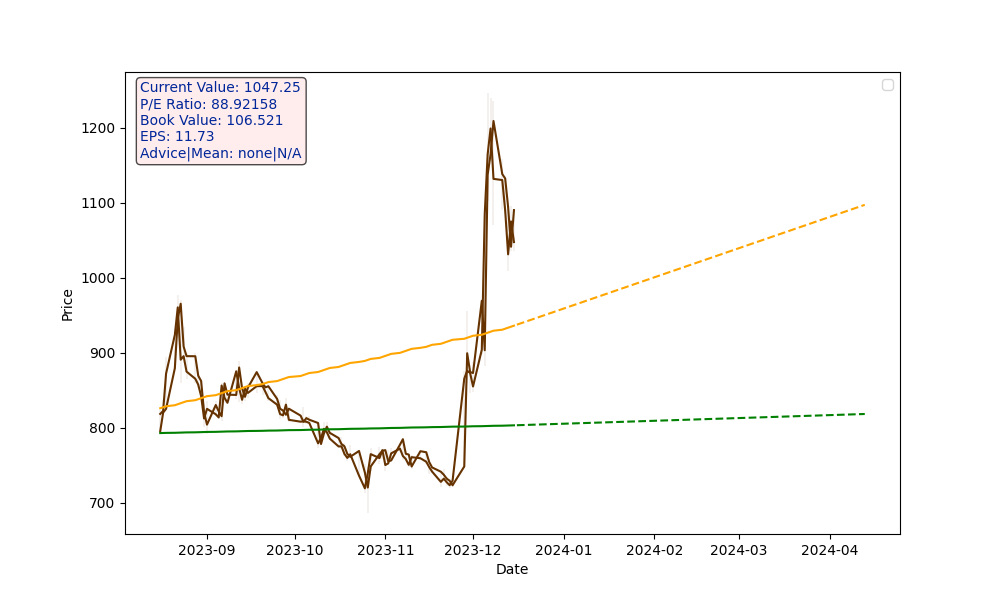 Current Value: 1047.25
P/E Ratio: 88.92158
Book Value: 106.521
EPS: 11.73
Advice|Mean: none|N/A
1200
1100
1000
900
800
700
Price
2023-09 2023-10 2023-11 2023-12 2024-01 2024-02 2024-03 2024-04
Date